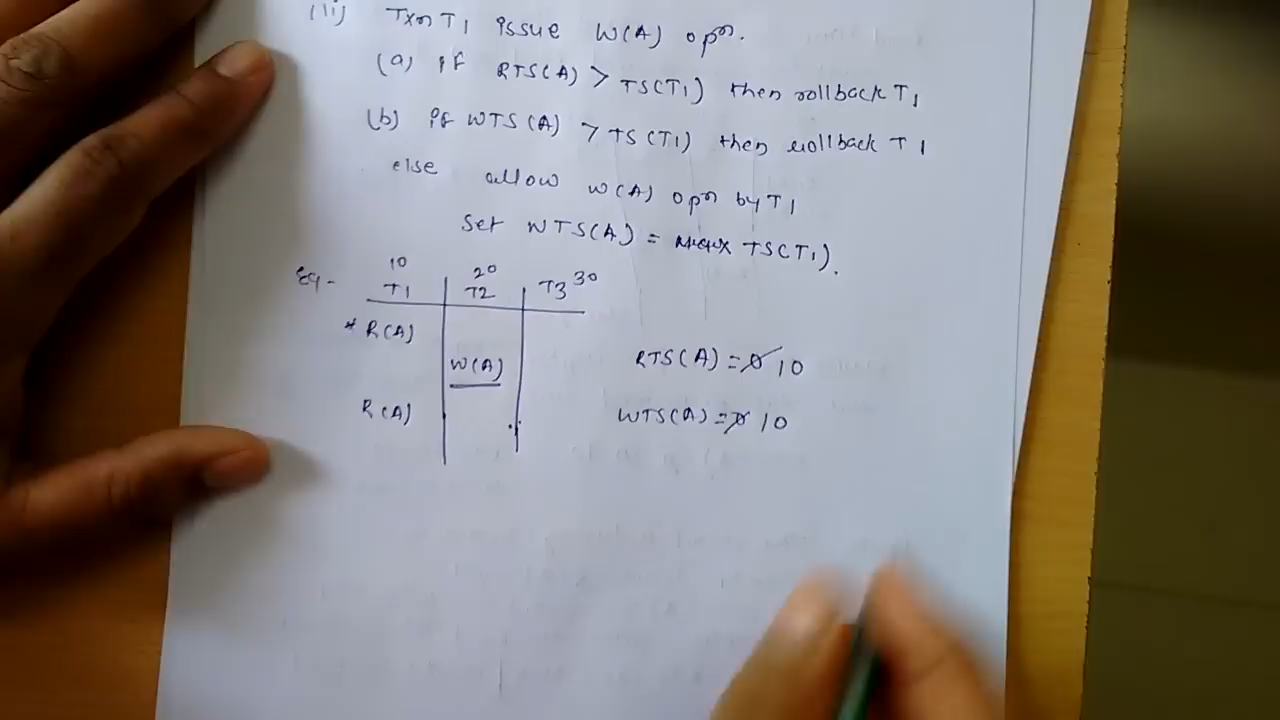 (ii) Txn T1 issue W(A) opn.
(a) if RTS(A) > TS(T1) then rollback T1
(b) if WTS(A) > TS(T1) then rollback T1
else allow W(A) opn by T1
Set WTS(A) = TS(T1).
Eg- 10 T1 | 20 T2 | T3 30
* R(A)
W(A)
R(A)
RTS(A) = 0 10
WTS(A) = 0 10